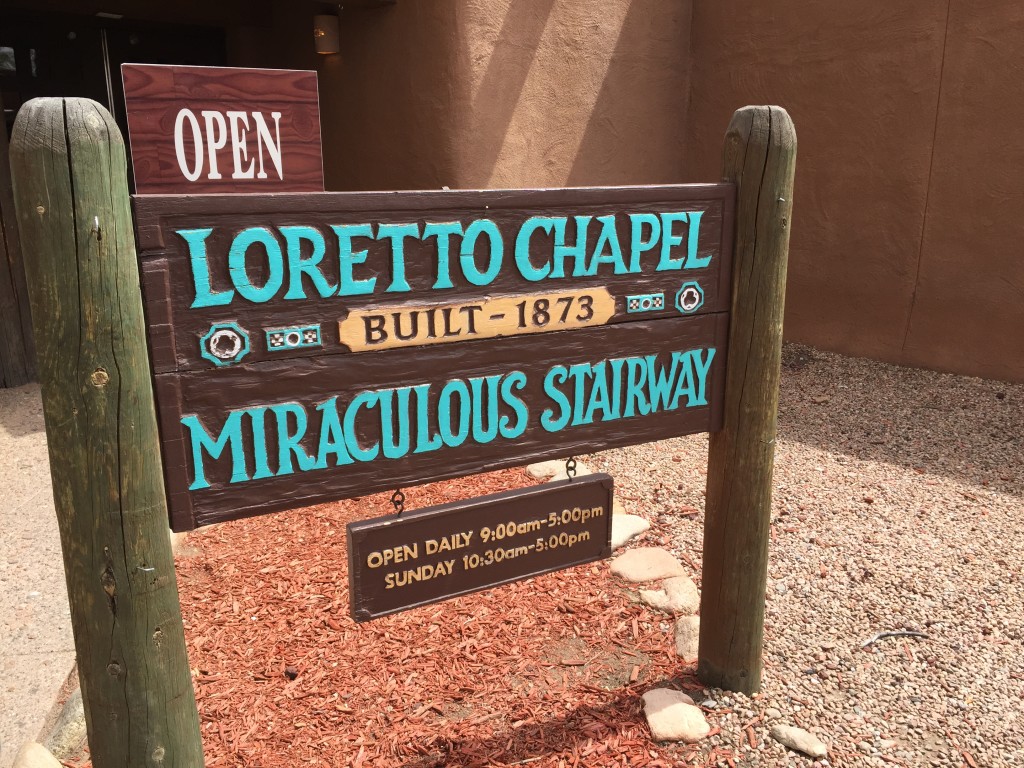 OPEN
LORETTO CHAPEL
BUILT - 1873
MIRACULOUS STAIRWAY
OPEN DAILY 9:00am-5:00pm
SUNDAY 10:30am-5:00pm